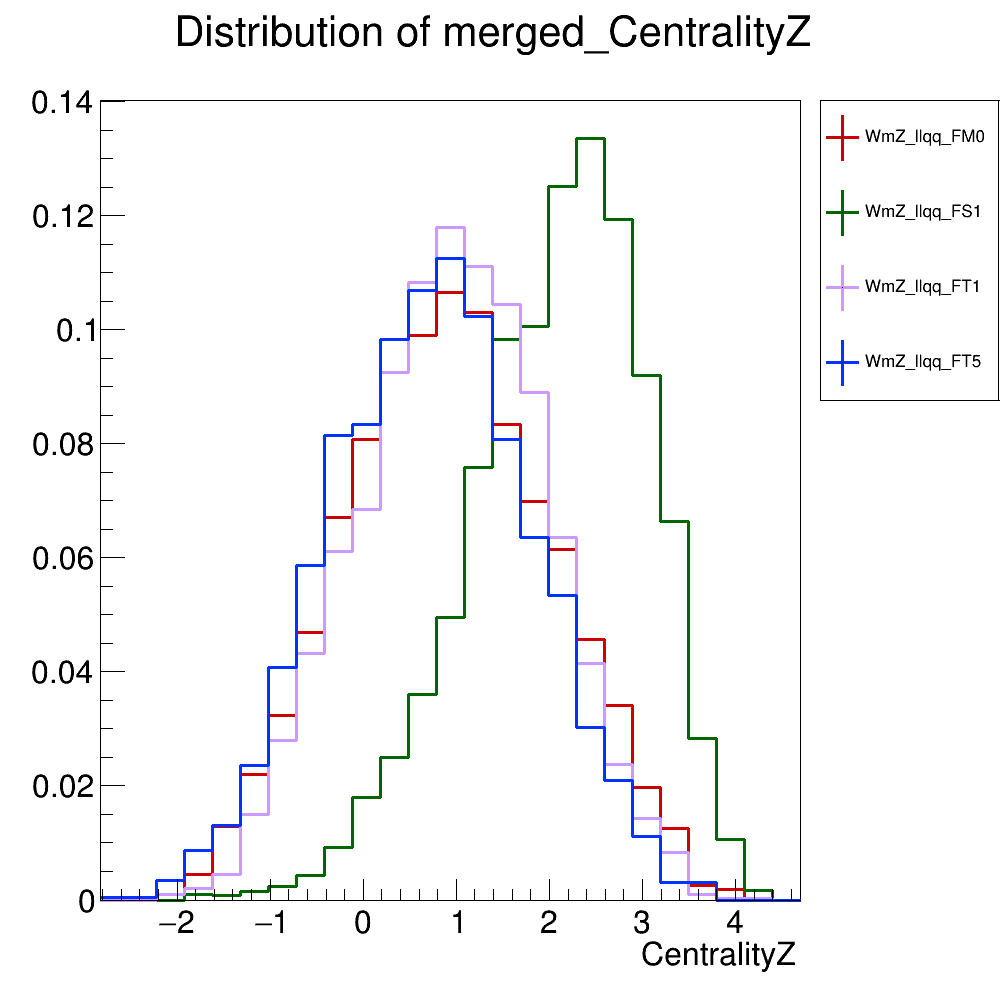 Distribution of merged_CentralityZ
0.14
0.12
0.1
0.08
0.06
0.04
0.02
0
−2 −1 0 1 2 3 4
CentralityZ
WmZ_llqq_FM0
WmZ_llqq_FS1
WmZ_llqq_FT1
WmZ_llqq_FT5